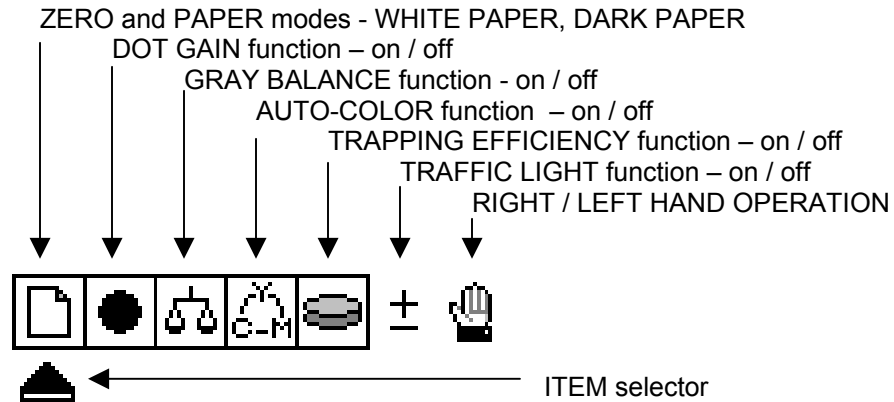 ZERO and PAPER modes - WHITE PAPER, DARK PAPER
DOT GAIN function – on / off
GRAY BALANCE function - on / off
AUTO-COLOR function – on / off
TRAPPING EFFICIENCY function – on / off
TRAFFIC LIGHT function – on / off
RIGHT / LEFT HAND OPERATION
Y
C-M
±
ITEM selector